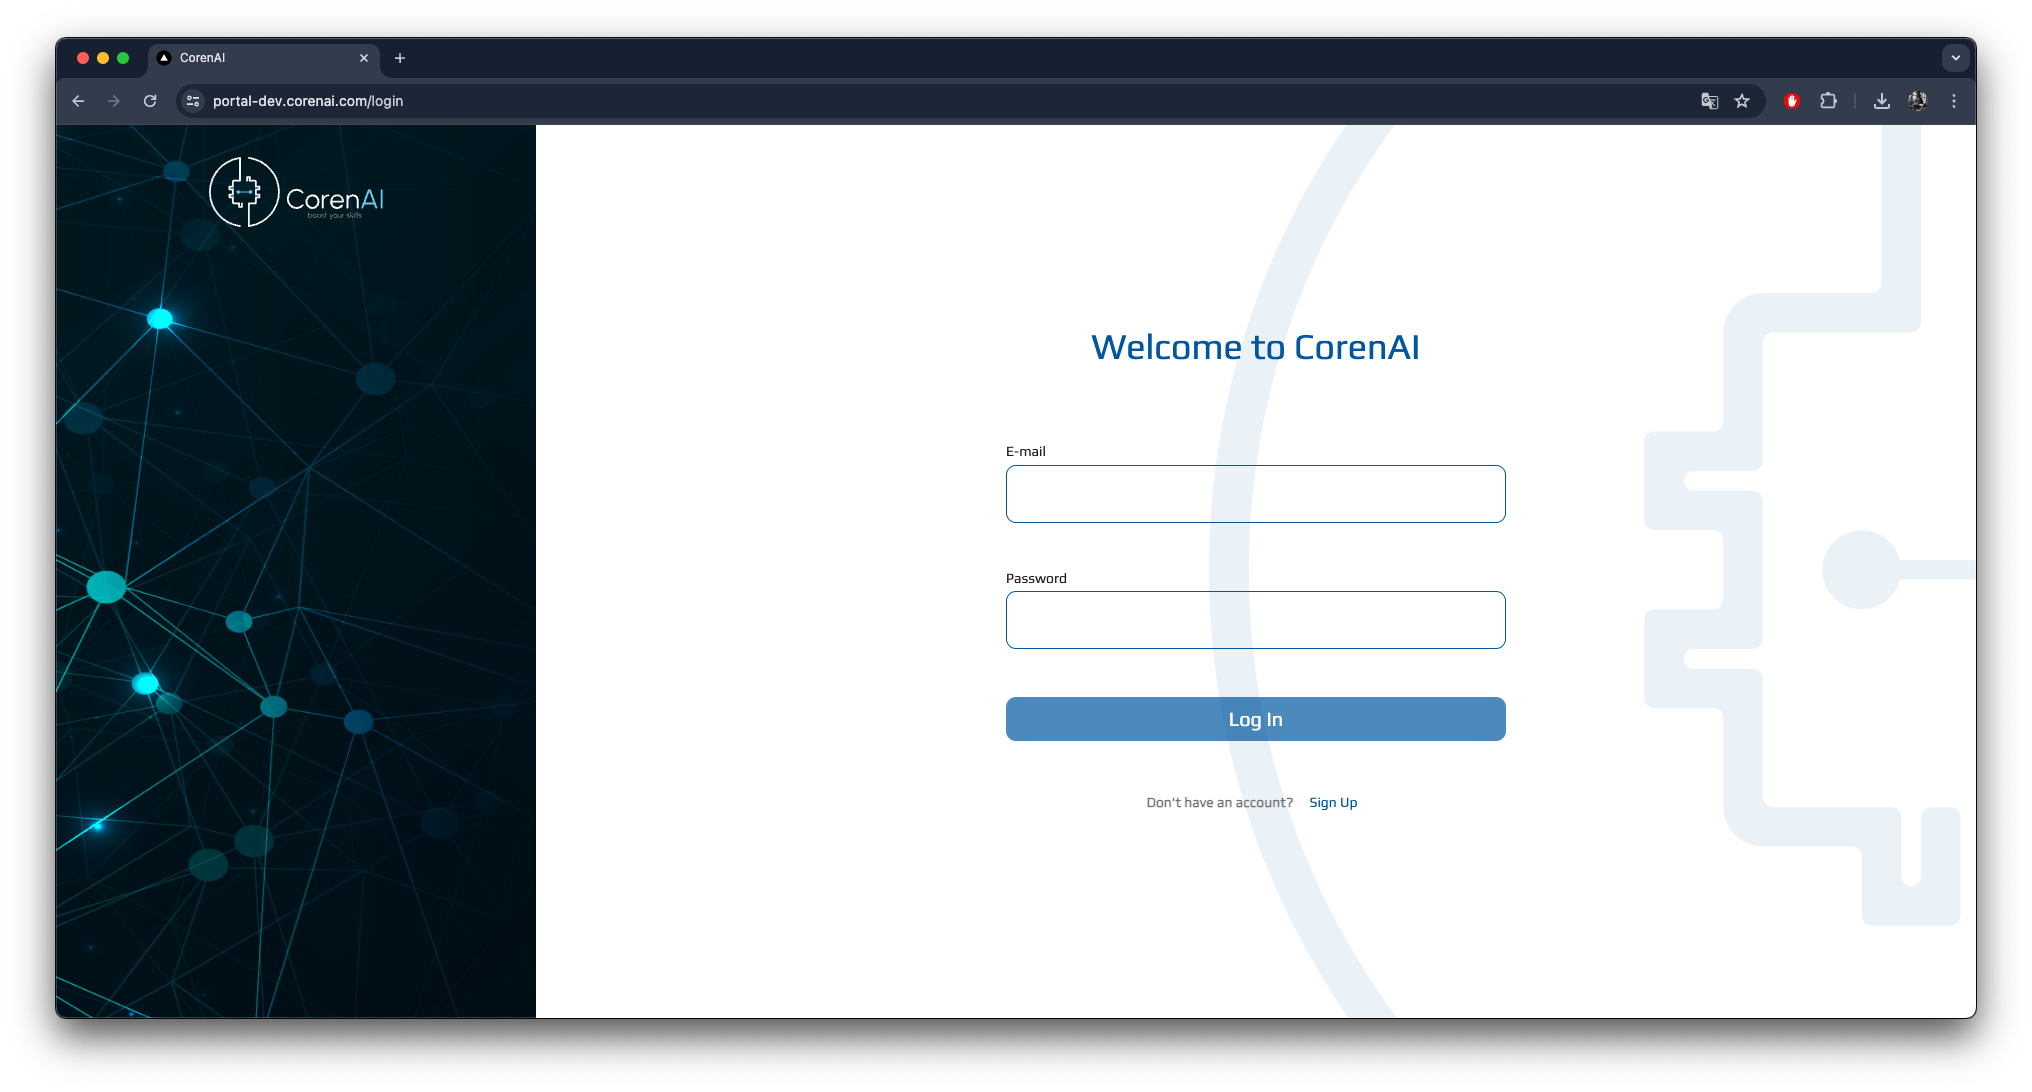 CorenAI
portal-dev.corenai.com/login
CorenAI
boost your skills
Welcome to CorenAI
E-mail
Password
Log In
Don't have an account? Sign Up